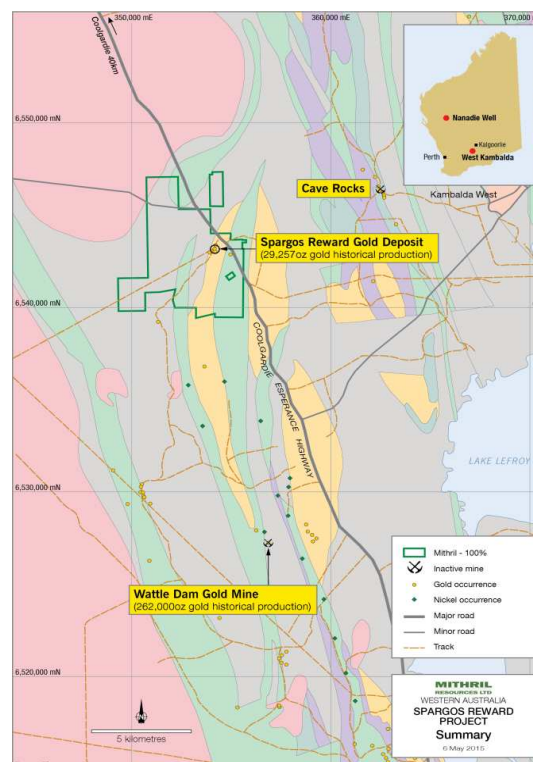 350,000 mE
360,000 mE
370,000 mE
Coolgardie 40km
6,550,000 mN
Nanadie Well
Kalgoorlie
Perth
West Kambalda
Cave Rocks
Kambalda West
Spargos Reward Gold Deposit
(29,257oz gold historical production)
6,540,000 mN
COOLGARDIE ESPERANCE HIGHWAY
LAKE LEFROY
6,530,000 mN
Wattle Dam Gold Mine
(262,000oz gold historical production)
6,520,000 mN
5 kilometres
Mithril - 100%
Inactive mine
Gold occurrence
Nickel occurrence
Major road
Minor road
Track
MITHRIL
RESOURCES LTD
WESTERN AUSTRALIA
SPARGOS REWARD
PROJECT
Summary
6 May 2015